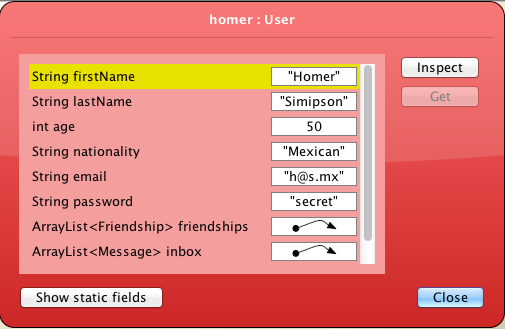 homer : User
String firstName "Homer"
String lastName "Simipson"
int age 50
String nationality "Mexican"
String email "h@s.mx"
String password "secret"
ArrayList<Friendship> friendships
ArrayList<Message> inbox
Inspect
Get
Show static fields
Close